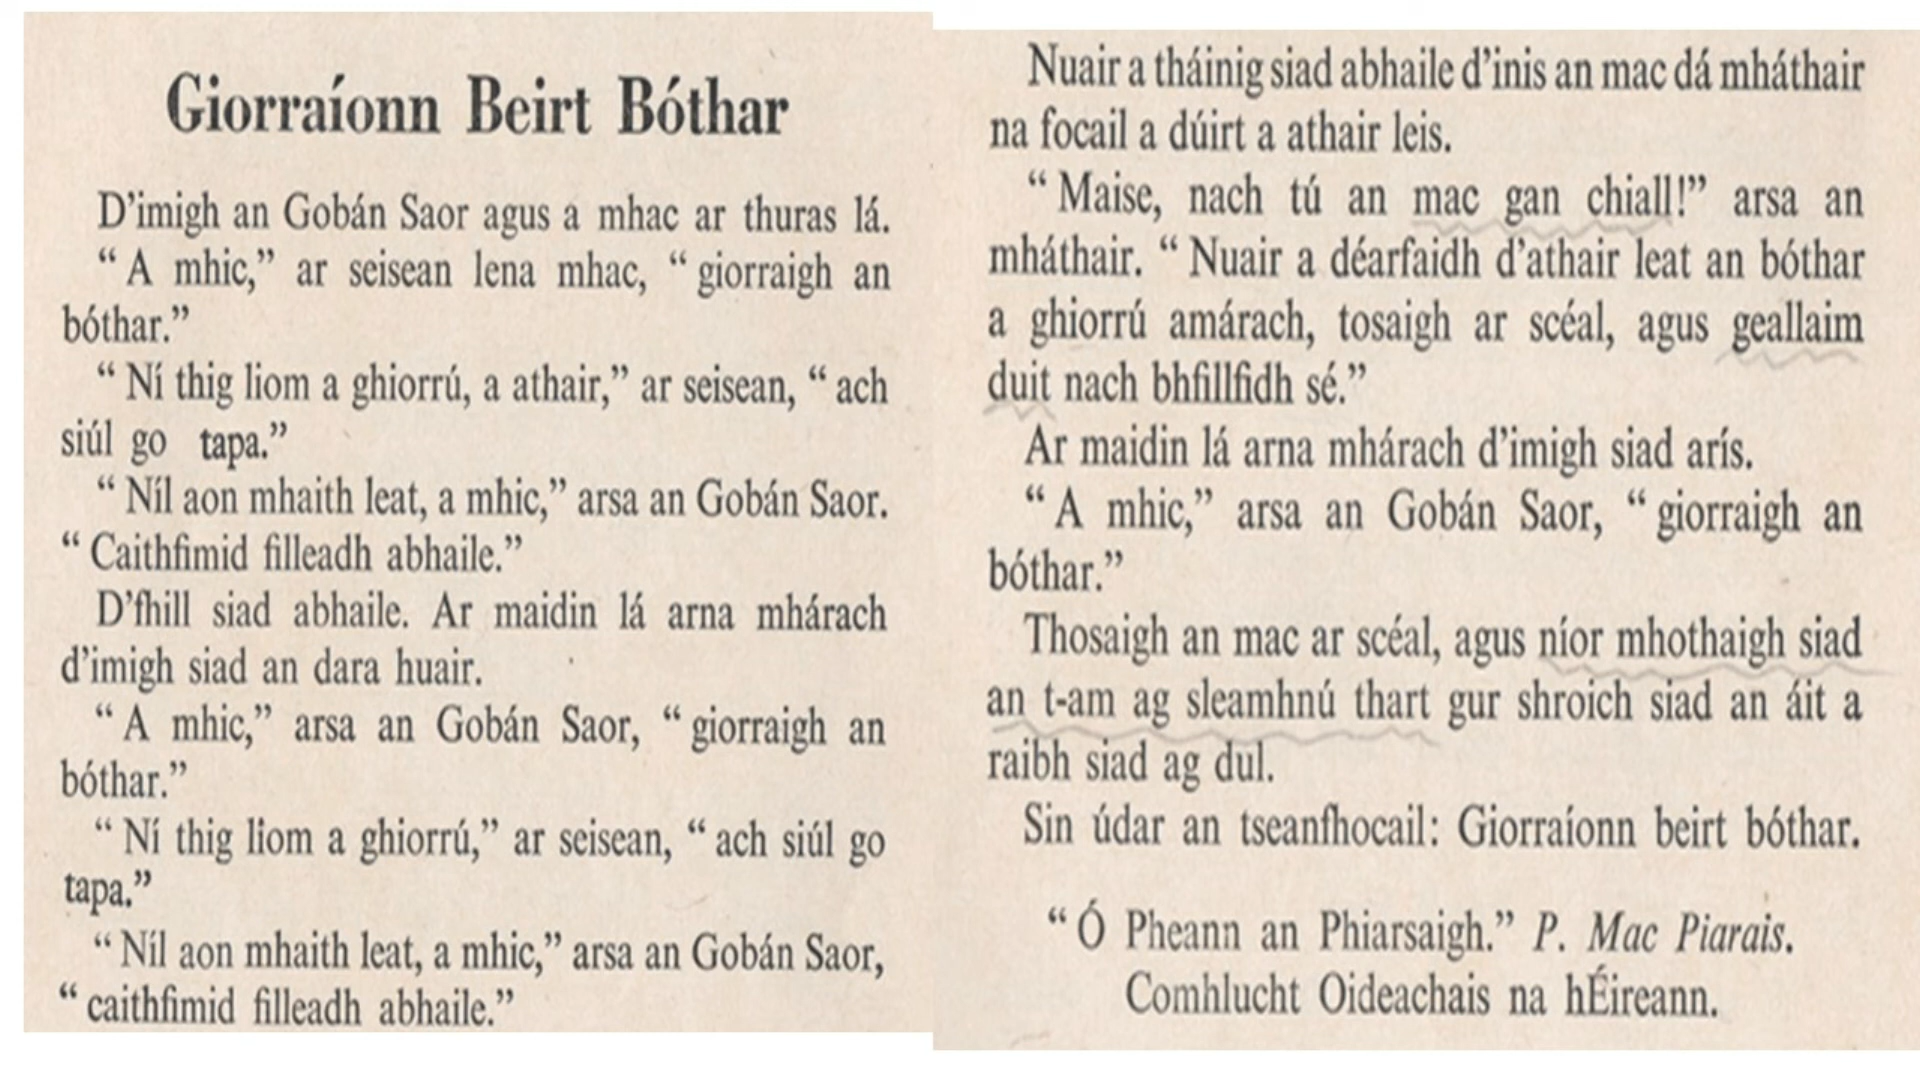 Giorraíonn Beirt Bóthar
D'imigh an Gobán Saor agus a mhac ar thuras lá.
“ A mhic,” ar seisean lena mhac, “ giorraigh an
bóthar.”
“ Ní thig liom a ghiorrú, a athair,” ar seisean, “ ach
siúl go tapa.”
“ Níl aon mhaith leat, a mhic,” arsa an Gobán Saor.
“ Caithfimid filleadh abhaile.”
D'fhill siad abhaile. Ar maidin lá arna mhárach
d'imigh siad an dara huair.
“ A mhic,” arsa an Gobán Saor, “ giorraigh an
bóthar.”
“ Ní thig liom a ghiorrú,” ar seisean, “ ach siúl go
tapa.”
“ Níl aon mhaith leat, a mhic,” arsa an Gobán Saor,
“ caithfimid filleadh abhaile.”
Nuair a tháinig siad abhaile d'inis an mac dá mháthair
na focail a dúirt a athair leis.
“ Maise, nach tú an mac gan chiall!” arsa an
mháthair. “ Nuair a déarfaidh d'athair leat an bóthar
a ghiorrú amárach, tosaigh ar scéal, agus geallaim
duit nach bhfillfidh sé.”
Ar maidin lá arna mhárach d'imigh siad arís.
“ A mhic,” arsa an Gobán Saor, “ giorraigh an
bóthar.”
Thosaigh an mac ar scéal, agus níor mhothaigh siad
an t-am ag sleamhnú thart gur shroich siad an áit a
raibh siad ag dul.
Sin údar an tseanfhocail: Giorraíonn beirt bóthar.
“ Ó Pheann an Phiarsaigh.” P. Mac Piarais.
Comhlucht Oideachais na hÉireann.